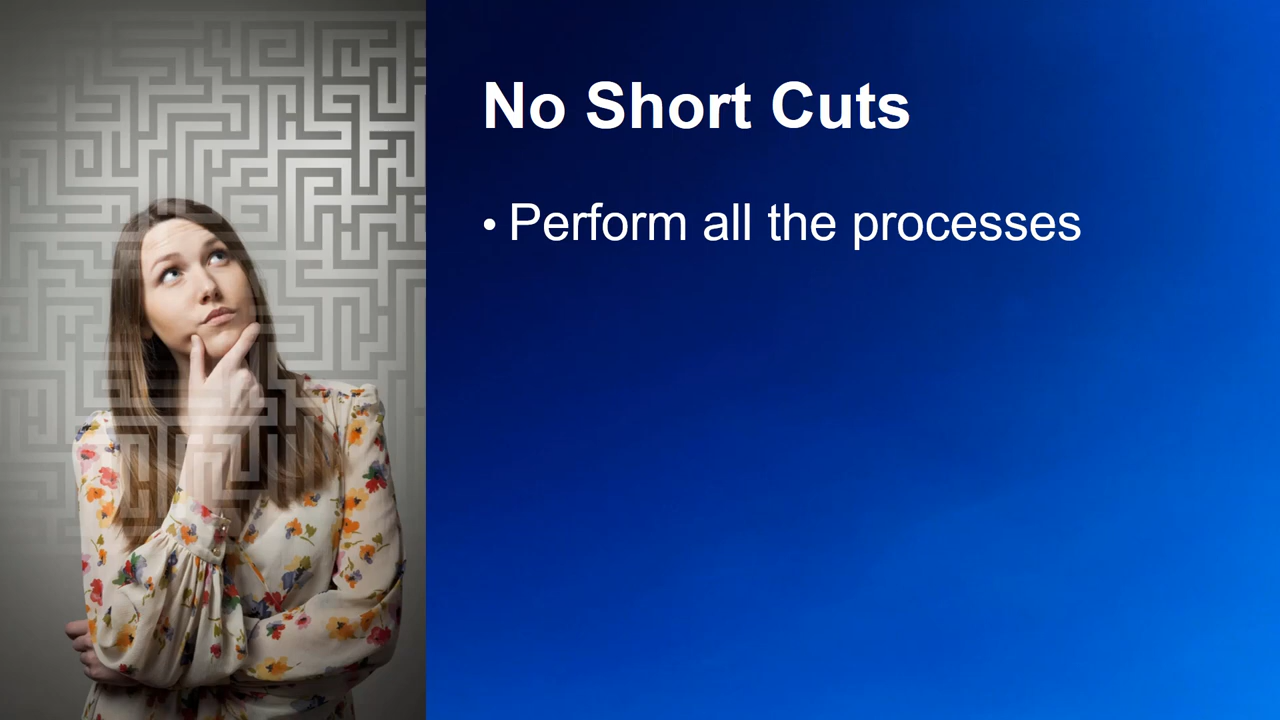 No Short Cuts
• Perform all the processes